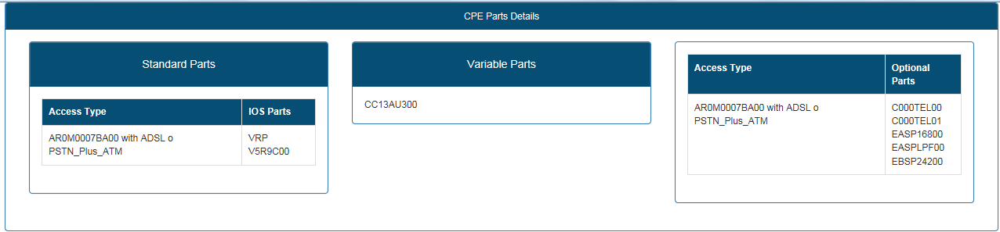 CPE Parts Details
Standard Parts
Access Type IOS Parts
AR0M0007BA00 with ADSL o VRP
PSTN_Plus_ATM V5R9C00
Variable Parts
CC13AU300
Access Type Optional
Parts
AR0M0007BA00 with ADSL o C000TEL00
PSTN_Plus_ATM C000TEL01
EASP16800
EASPLPF00
EBSP24200